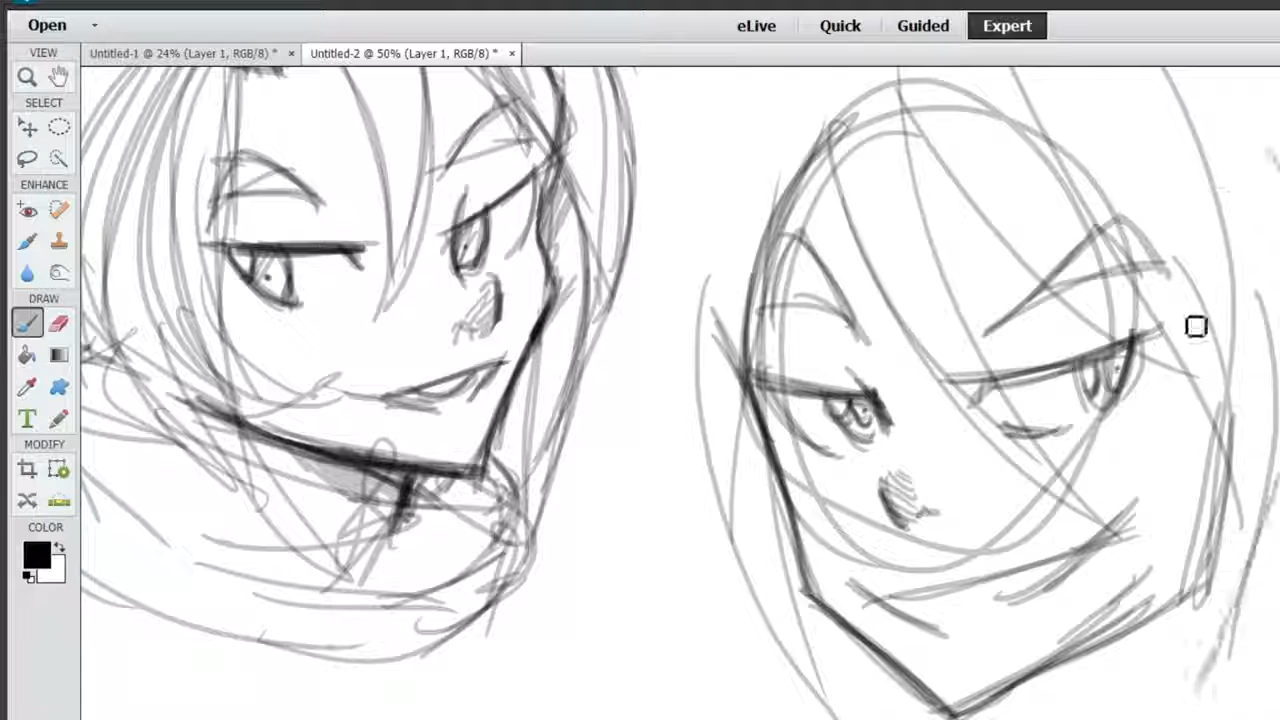 Open eLive Quick Guided Expert
VIEW Untitled-1 @ 24% (Layer 1, RGB/8) * × Untitled-2 @ 50% (Layer 1, RGB/8) * ×
SELECT
ENHANCE
DRAW
T
MODIFY
COLOR